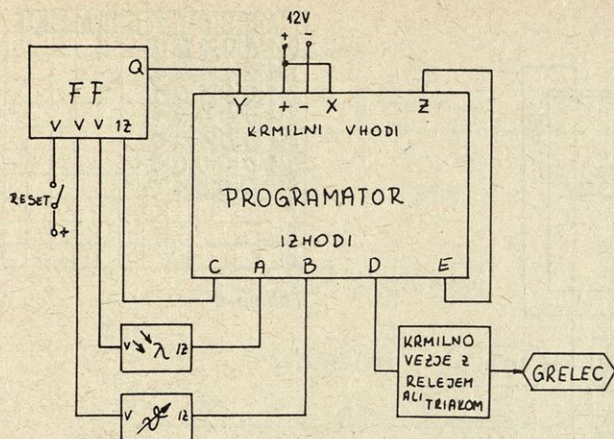 12V
+ -
Q
FF
V V V IZ
RESET
+
Y + - X Z
KRMILNI VHODI
PROGRAMATOR
IZHODI
C A B D E
V λ IZ
V ϑ IZ
KRMILNO
VEZJE Z
RELEJEM
ALI TRIAKOM
GRELEC